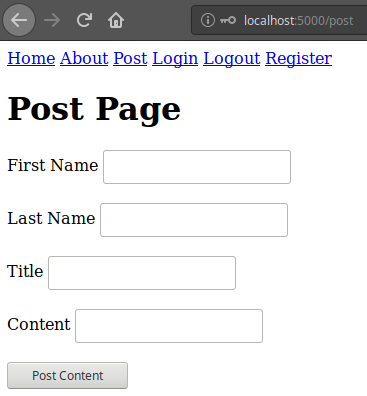 localhost:5000/post
Home About Post Login Logout Register
Post Page
First Name
Last Name
Title
Content
Post Content